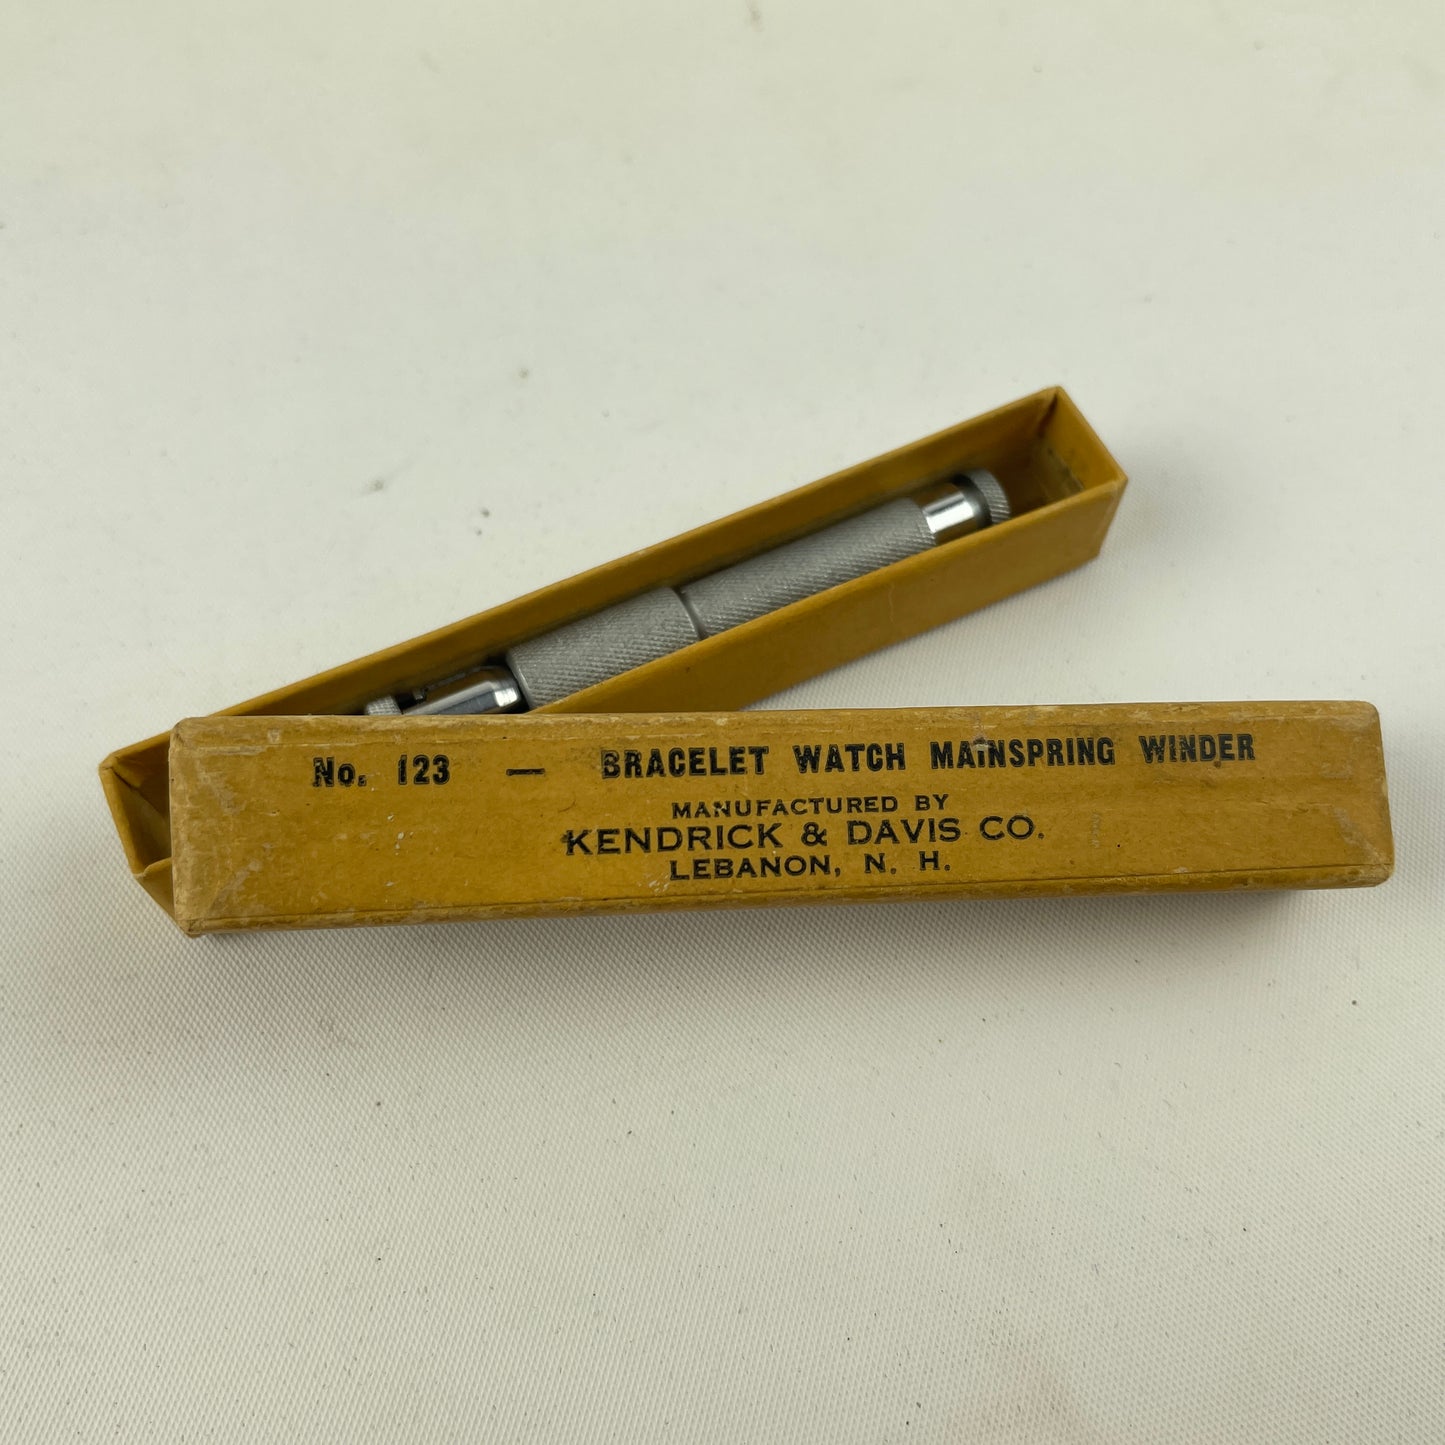 No. 123 — BRACELET WATCH MAINSPRING WINDER
MANUFACTURED BY
KENDRICK & DAVIS CO.
LEBANON, N. H.